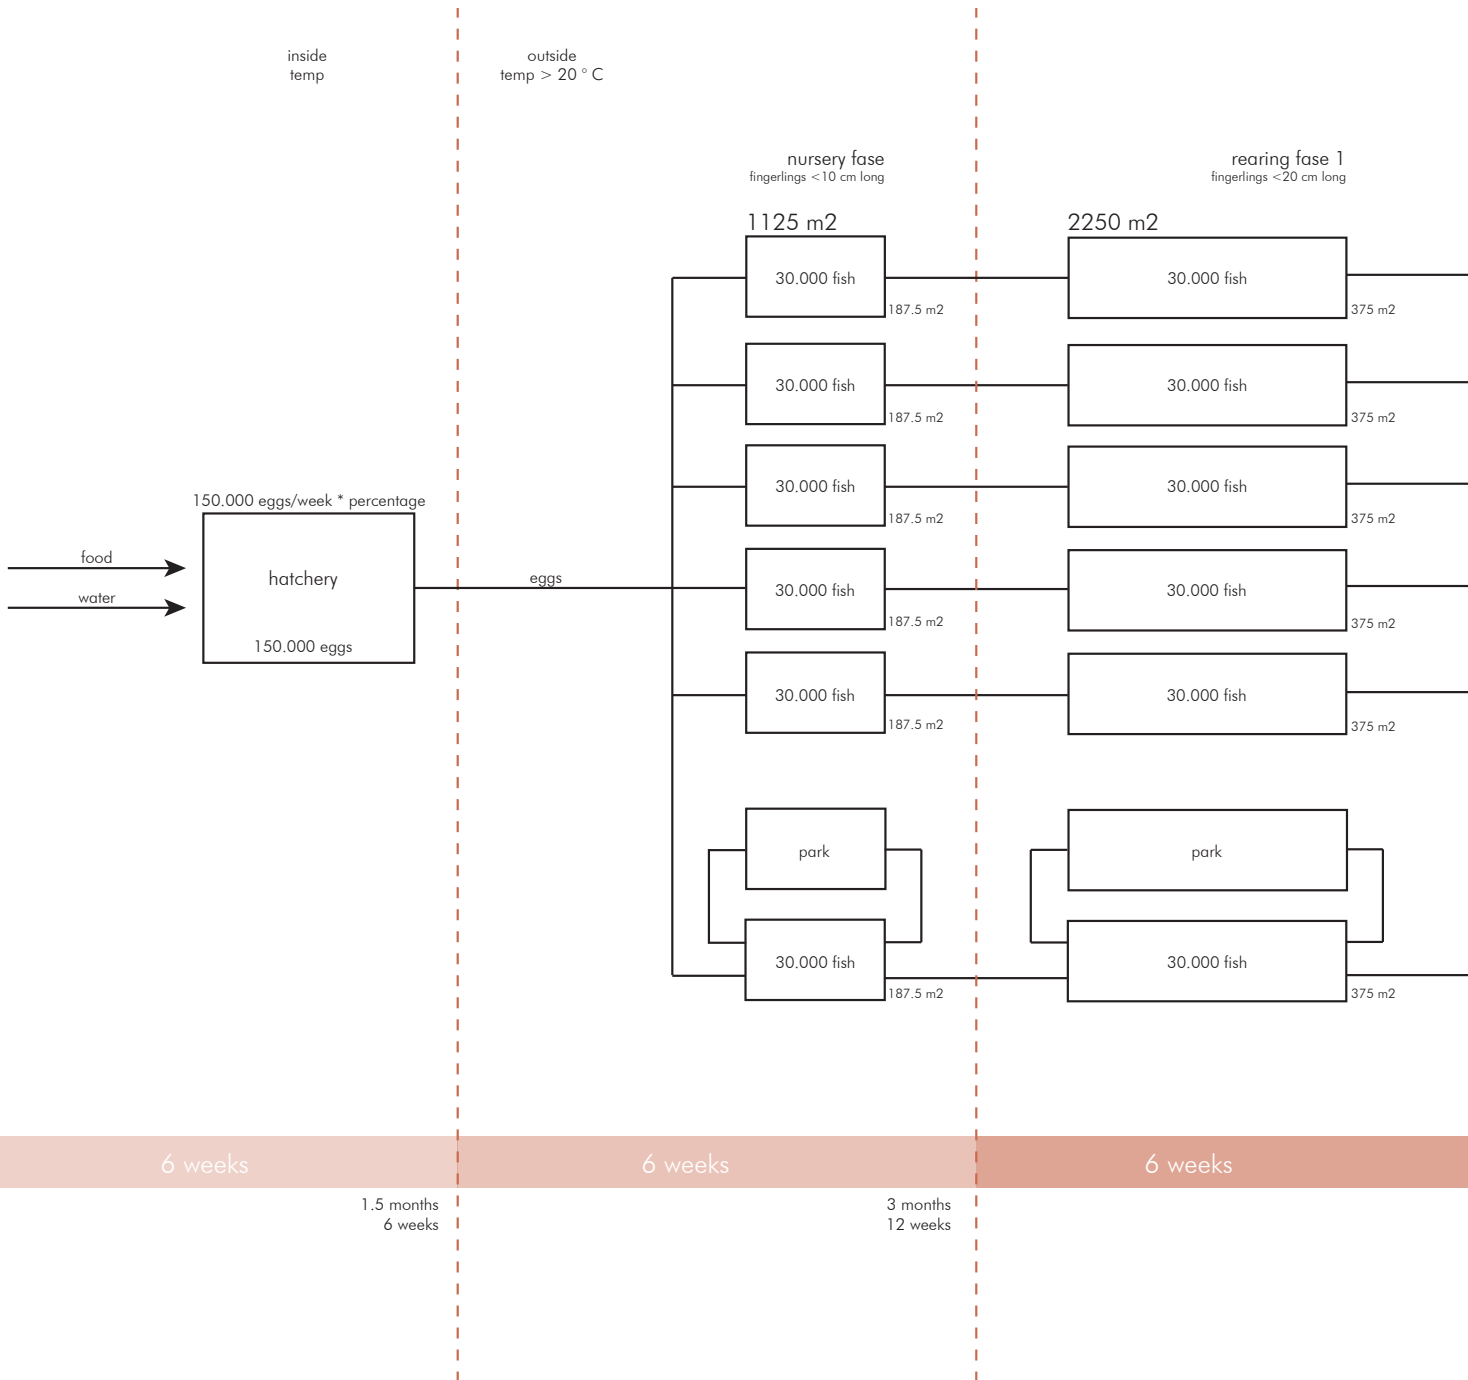 inside
temp
outside
temp > 20 ° C
nursery fase
fingerlings <10 cm long
rearing fase 1
fingerlings <20 cm long
1125 m2
2250 m2
30.000 fish
187.5 m2
30.000 fish
375 m2
30.000 fish
187.5 m2
30.000 fish
375 m2
30.000 fish
187.5 m2
30.000 fish
375 m2
150.000 eggs/week * percentage
food
water
hatchery
150.000 eggs
eggs
30.000 fish
187.5 m2
30.000 fish
375 m2
30.000 fish
187.5 m2
30.000 fish
375 m2
park
park
30.000 fish
187.5 m2
30.000 fish
375 m2
6 weeks
6 weeks
6 weeks
1.5 months
6 weeks
3 months
12 weeks